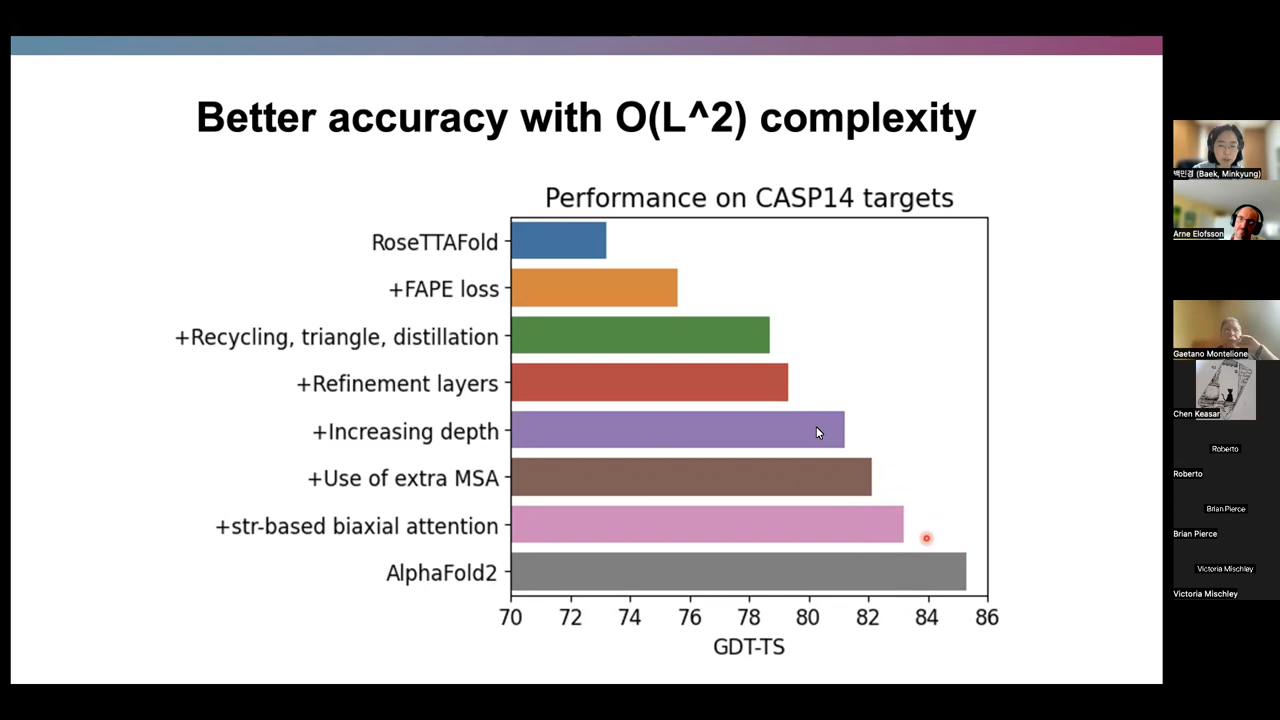 Better accuracy with O(L^2) complexity
Performance on CASP14 targets
RoseTTAFold
+FAPE loss
+Recycling, triangle, distillation
+Refinement layers
+Increasing depth
+Use of extra MSA
+str-based biaxial attention
AlphaFold2
70 72 74 76 78 80 82 84 86
GDT-TS
백민경 (Baek, Minkyung)
Arne Elofsson
Gaetano Montelione
Chen Keasar
Roberto
Roberto
Brian Pierce
Brian Pierce
Victoria Mischley
Victoria Mischley